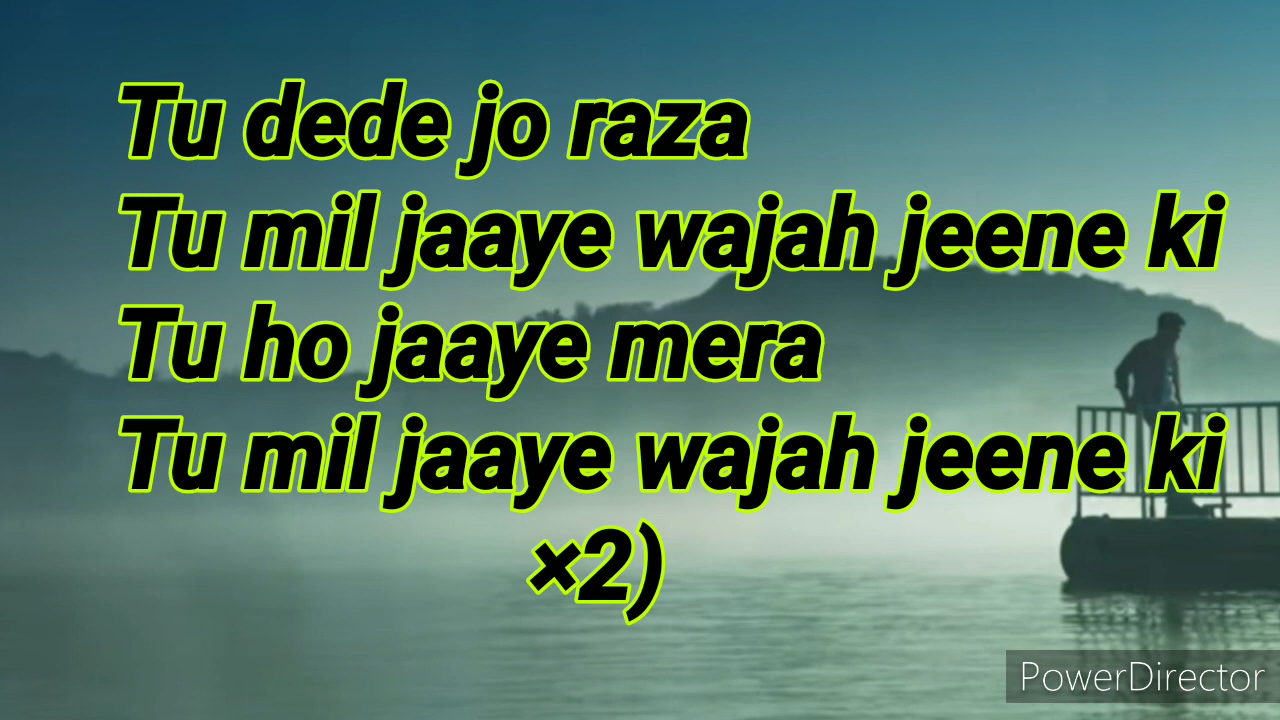 Tu dede jo raza
Tu mil jaaye wajah jeene ki
Tu ho jaaye mera
Tu mil jaaye wajah jeene ki
×2)
PowerDirector